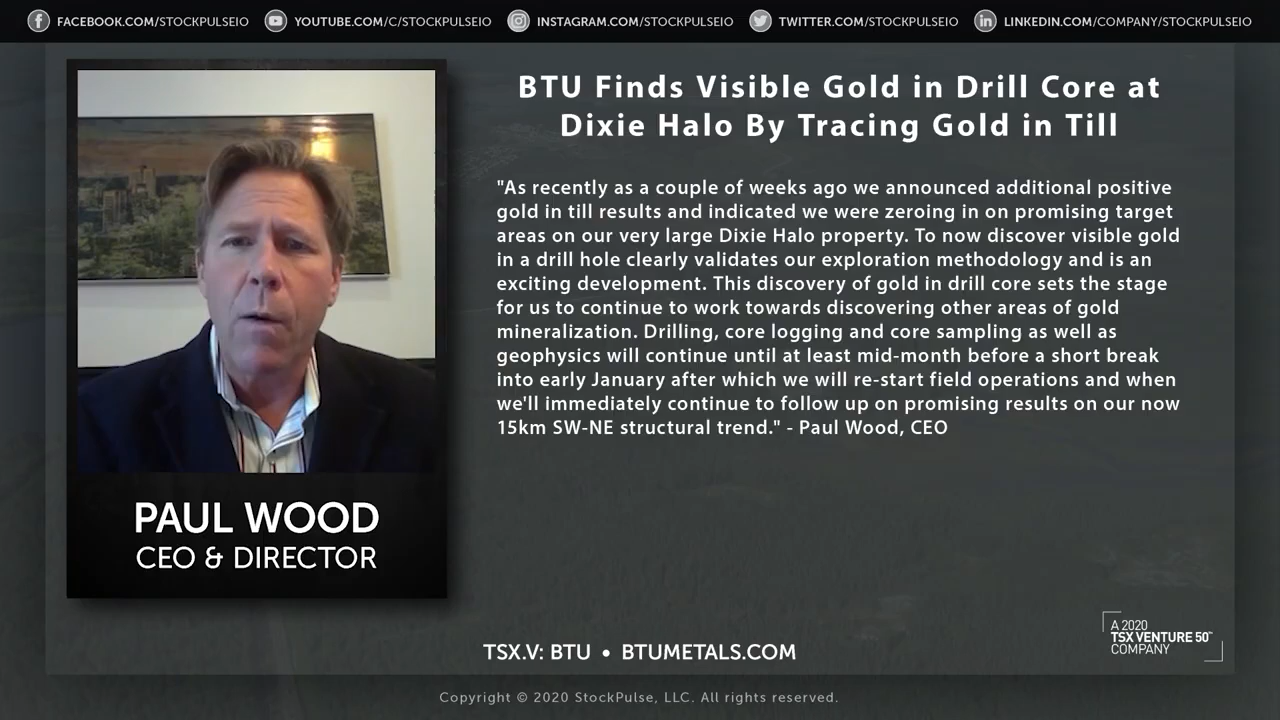 FACEBOOK.COM/STOCKPULSEIO
YOUTUBE.COM/C/STOCKPULSEIO
INSTAGRAM.COM/STOCKPULSEIO
TWITTER.COM/STOCKPULSEIO
LINKEDIN.COM/COMPANY/STOCKPULSEIO
BTU Finds Visible Gold in Drill Core at
Dixie Halo By Tracing Gold in Till
"As recently as a couple of weeks ago we announced additional positive
gold in till results and indicated we were zeroing in on promising target
areas on our very large Dixie Halo property. To now discover visible gold
in a drill hole clearly validates our exploration methodology and is an
exciting development. This discovery of gold in drill core sets the stage
for us to continue to work towards discovering other areas of gold
mineralization. Drilling, core logging and core sampling as well as
geophysics will continue until at least mid-month before a short break
into early January after which we will re-start field operations and when
we'll immediately continue to follow up on promising results on our now
15km SW-NE structural trend." - Paul Wood, CEO
PAUL WOOD
CEO & DIRECTOR
TSX.V: BTU • BTUMETALS.COM
A 2020
TSX VENTURE 50™
COMPANY
Copyright © 2020 StockPulse, LLC. All rights reserved.